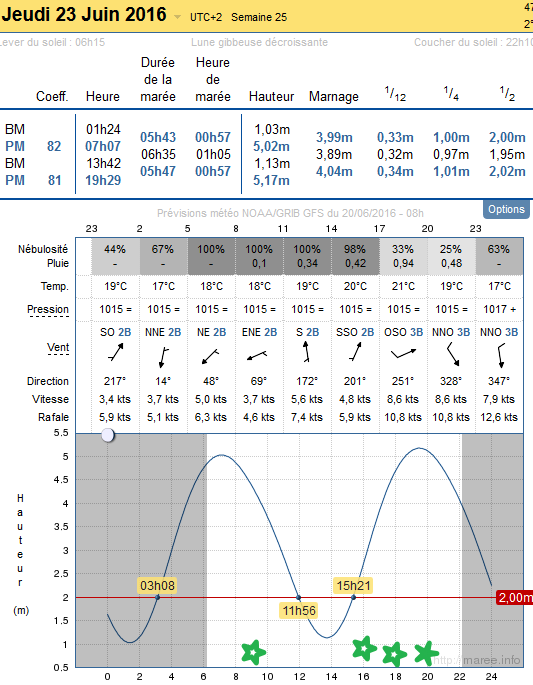 Jeudi 23 Juin 2016 UTC+2 Semaine 25
Lever du soleil : 06h15 Lune gibbeuse décroissante Coucher du soleil : 22h10
Durée de la marée Heure de marée
Coeff. Heure Hauteur Marnage 1/12 1/4 1/2
BM 01h24 1,03m
PM 82 07h07 05h43 00h57 5,02m 3,99m 0,33m 1,00m 2,00m
BM 13h42 06h35 01h05 1,13m 3,89m 0,32m 0,97m 1,95m
PM 81 19h29 05h47 00h57 5,17m 4,04m 0,34m 1,01m 2,02m
Options
Prévisions météo NOAA/GRIB GFS du 20/06/2016 - 08h
23 2 5 8 11 14 17 20 23
Nébulosité 44% 67% 100% 100% 100% 98% 33% 25% 63%
Pluie - - - 0,1 0,34 0,42 0,94 0,48 -
Temp. 19°C 17°C 18°C 18°C 19°C 20°C 21°C 19°C 17°C
Pression 1015 = 1015 = 1015 = 1015 = 1015 = 1015 = 1015 = 1015 = 1017 +
SO 2B NNE 2B NE 2B ENE 2B S 2B SSO 2B OSO 3B NNO 3B NNO 3B
Vent
Direction 217° 14° 48° 69° 172° 201° 251° 328° 347°
Vitesse 3,4 kts 3,7 kts 5,0 kts 3,7 kts 5,6 kts 4,8 kts 8,6 kts 8,6 kts 7,9 kts
Rafale 5,9 kts 5,1 kts 6,3 kts 4,6 kts 7,4 kts 5,9 kts 10,8 kts 10,8 kts 12,6 kts
5.5
5
4.5
4
3.5
Hauteur (m)
3
2.5
03h08 15h21
2 2,00m
11h56
1.5
1
http://maree.info
0.5
0 2 4 6 8 10 12 14 16 18 20 22 24